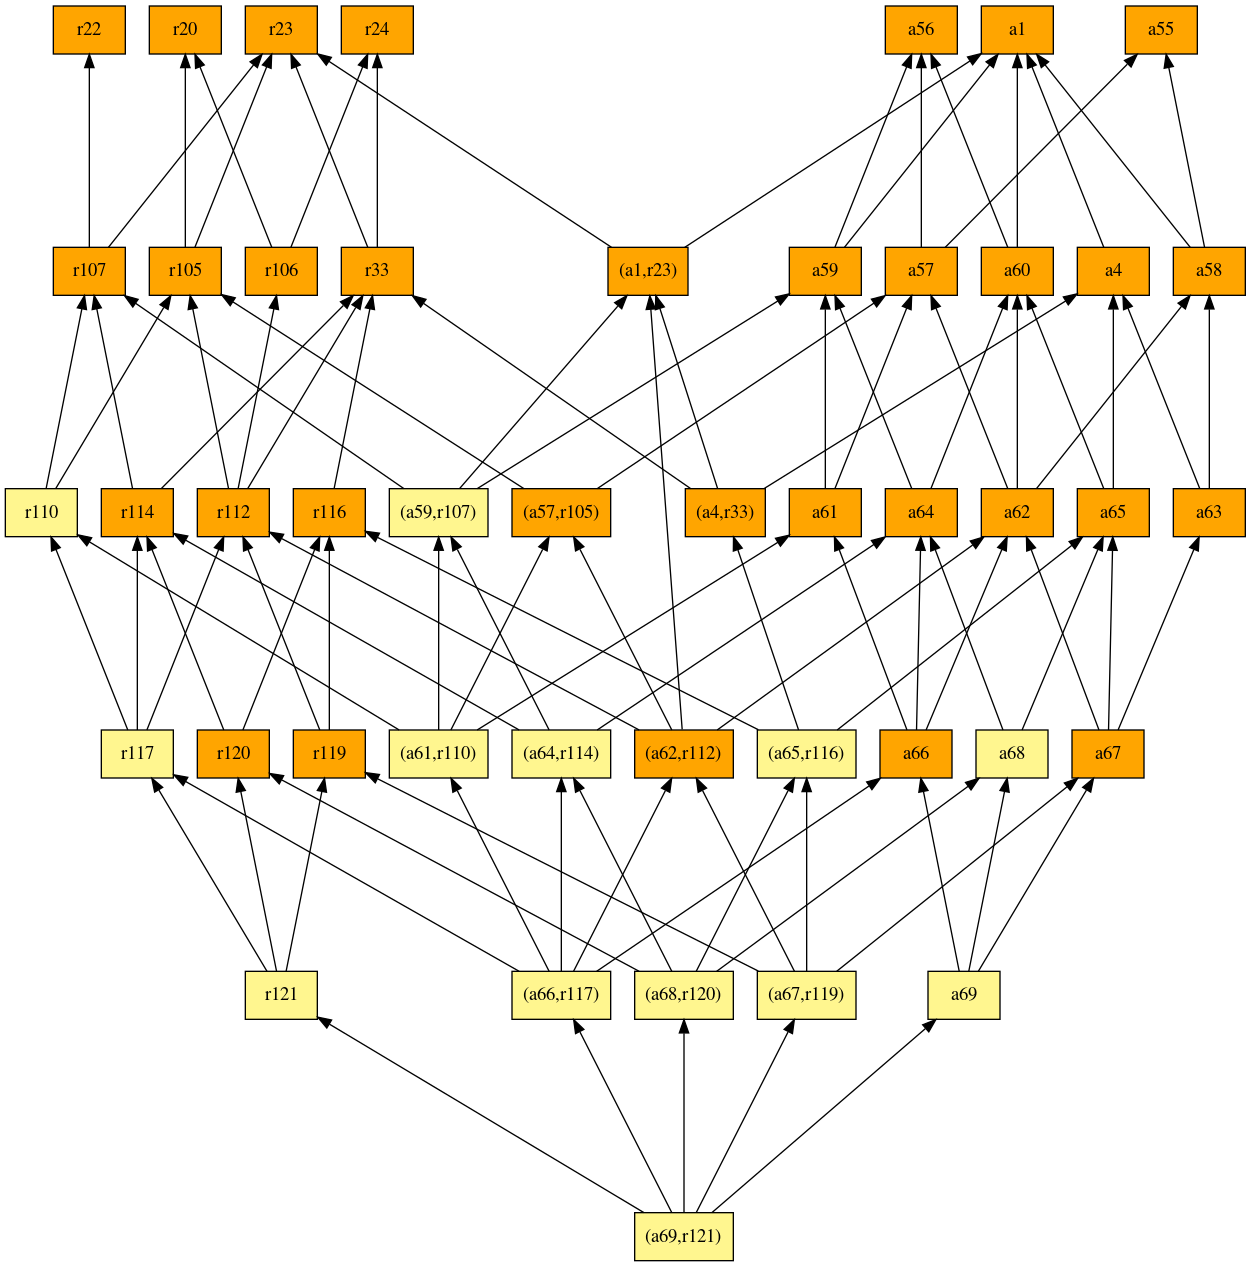 r22 r20 r23 r24 a56 a1 a55
r107 r105 r106 r33 (a1,r23) a59 a57 a60 a4 a58
r110 r114 r112 r116 (a59,r107) (a57,r105) (a4,r33) a61 a64 a62 a65 a63
r117 r120 r119 (a61,r110) (a64,r114) (a62,r112) (a65,r116) a66 a68 a67
r121 (a66,r117) (a68,r120) (a67,r119) a69
(a69,r121)